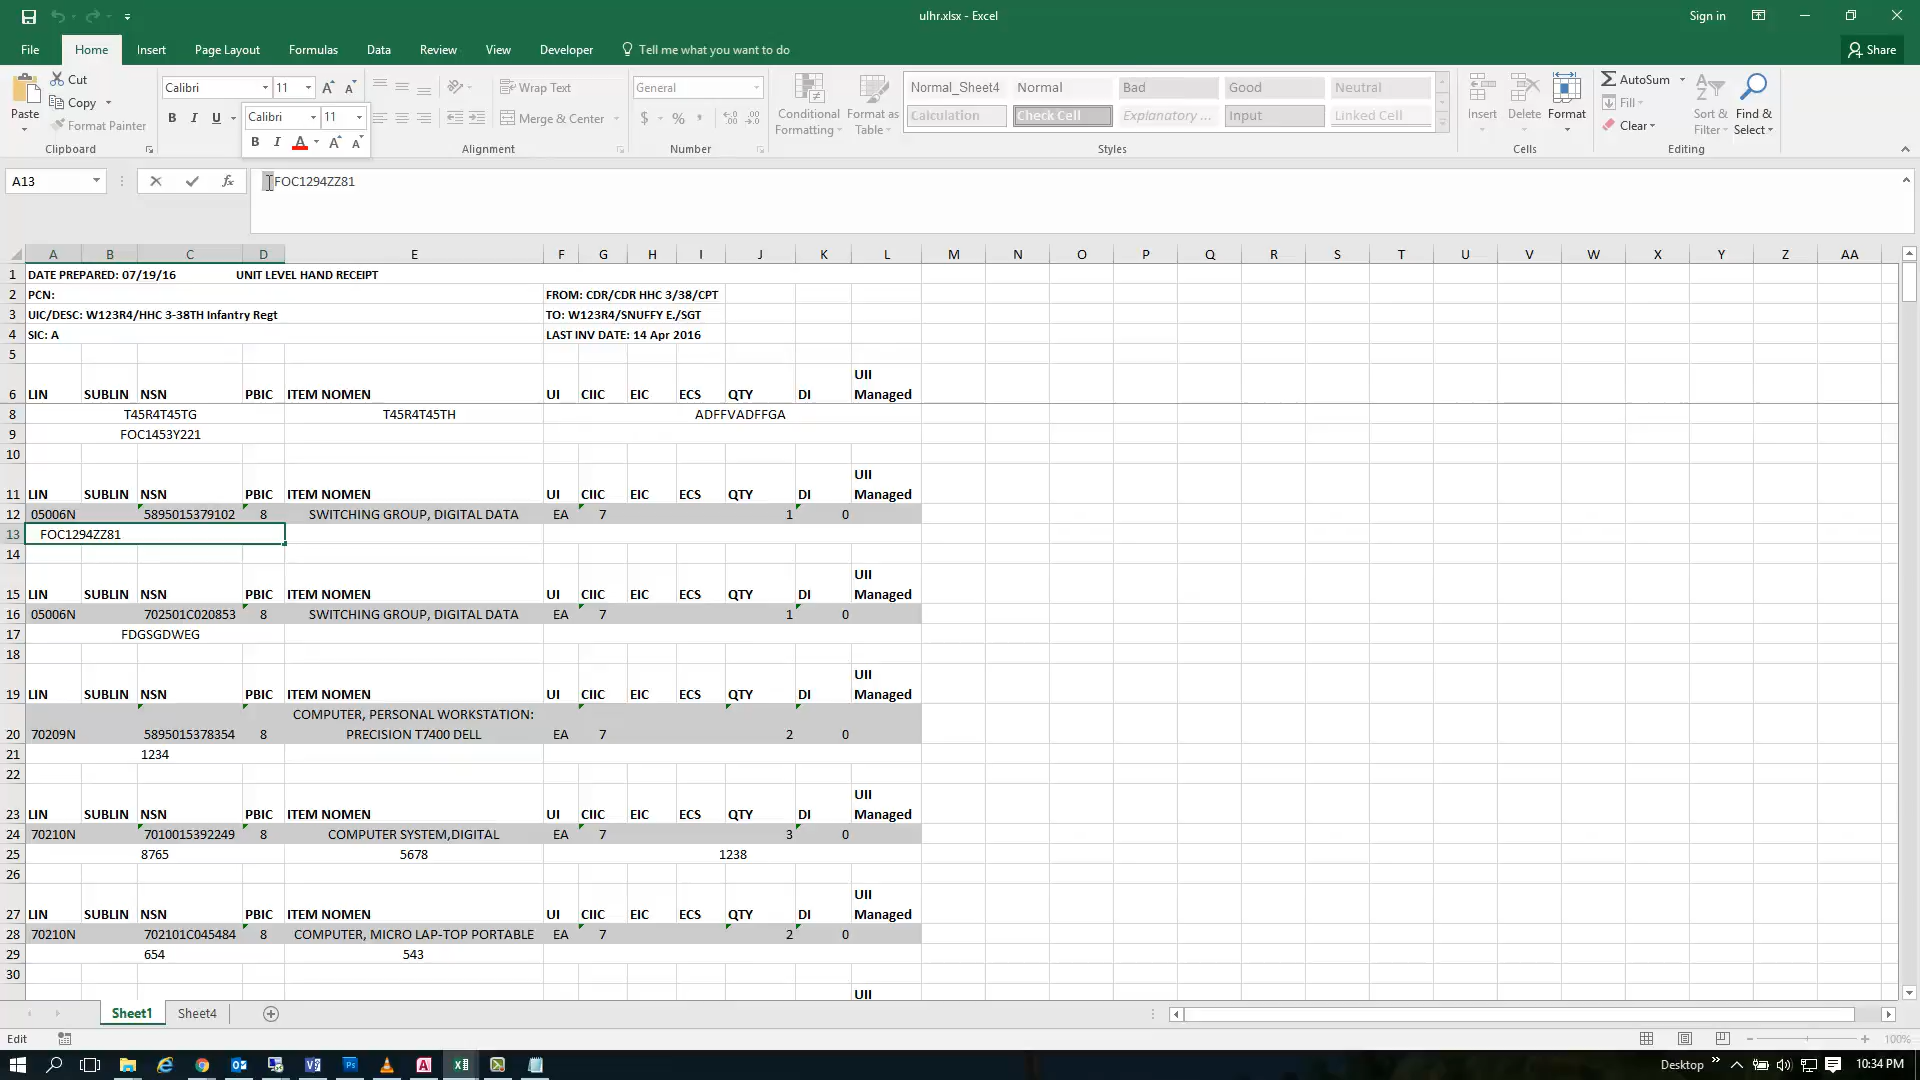 ulhr.xlsx - Excel
Sign in
File Home Insert Page Layout Formulas Data Review View Developer Tell me what you want to do Share
Paste
Cut
Copy
Format Painter
Clipboard
Calibri 11
B I U
Calibri 11
B I A
Wrap Text
Merge & Center
Alignment
General
$ % ,
Number
Conditional Formatting
Format as Table
Normal_Sheet4 Normal Bad Good Neutral
Calculation Check Cell Explanatory ... Input Linked Cell
Styles
Insert Delete Format
Cells
AutoSum
Fill
Clear
Sort & Filter
Find & Select
Editing
A13 fx FOC1294ZZ81
A B C D E F G H I J K L M N O P Q R S T U V W X Y Z AA
1 DATE PREPARED: 07/19/16 UNIT LEVEL HAND RECEIPT
2 PCN: FROM: CDR/CDR HHC 3/38/CPT
3 UIC/DESC: W123R4/HHC 3-38TH Infantry Regt TO: W123R4/SNUFFY E./SGT
4 SIC: A LAST INV DATE: 14 Apr 2016
5
6 LIN SUBLIN NSN PBIC ITEM NOMEN UI CIIC EIC ECS QTY DI UII Managed
8 T45R4T45TG T45R4T45TH ADFFVADFFGA
9 FOC1453Y221
10
11 LIN SUBLIN NSN PBIC ITEM NOMEN UI CIIC EIC ECS QTY DI UII Managed
12 05006N 5895015379102 8 SWITCHING GROUP, DIGITAL DATA EA 7 1 0
13 FOC1294ZZ81
14
15 LIN SUBLIN NSN PBIC ITEM NOMEN UI CIIC EIC ECS QTY DI UII Managed
16 05006N 702501C020853 8 SWITCHING GROUP, DIGITAL DATA EA 7 1 0
17 FDGSGDWEG
18
19 LIN SUBLIN NSN PBIC ITEM NOMEN UI CIIC EIC ECS QTY DI UII Managed
20 70209N 5895015378354 8 COMPUTER, PERSONAL WORKSTATION: PRECISION T7400 DELL EA 7 2 0
21 1234
22
23 LIN SUBLIN NSN PBIC ITEM NOMEN UI CIIC EIC ECS QTY DI UII Managed
24 70210N 7010015392249 8 COMPUTER SYSTEM,DIGITAL EA 7 3 0
25 8765 5678 1238
26
27 LIN SUBLIN NSN PBIC ITEM NOMEN UI CIIC EIC ECS QTY DI UII Managed
28 70210N 702101C045484 8 COMPUTER, MICRO LAP-TOP PORTABLE EA 7 2 0
29 654 543
30
UII
Sheet1 Sheet4
Edit 100%
Desktop 10:34 PM